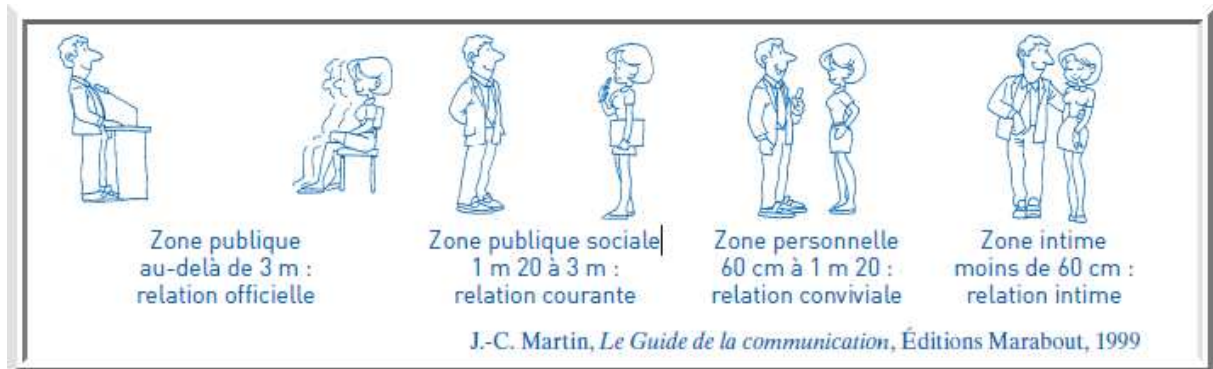 Zone publique
au-delà de 3 m :
relation officielle
Zone publique sociale
1 m 20 à 3 m :
relation courante
Zone personnelle
60 cm à 1 m 20 :
relation conviviale
Zone intime
moins de 60 cm :
relation intime
J.-C. Martin, Le Guide de la communication, Éditions Marabout, 1999